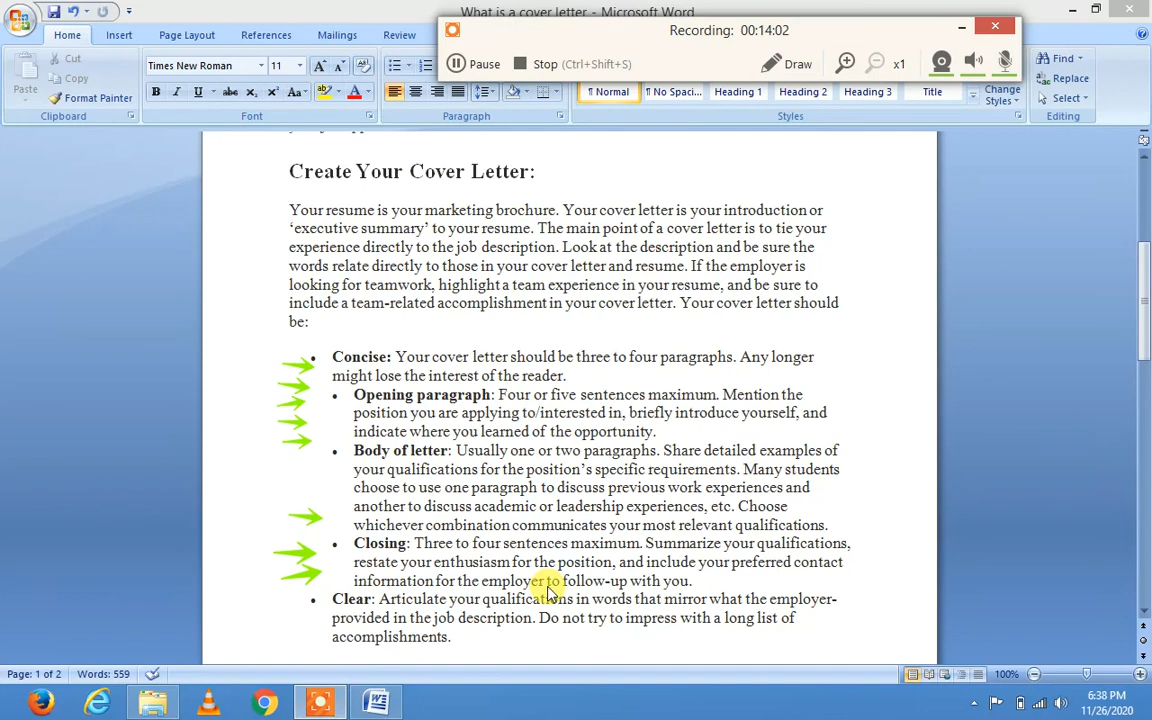 What is a cover letter - Microsoft Word
Recording: 00:14:02
Home Insert Page Layout References Mailings Review
Pause Stop (Ctrl+Shift+S) Draw x1
Paste
Cut
Copy
Format Painter
Times New Roman 11
¶ Normal ¶ No Spaci... Heading 1 Heading 2 Heading 3 Title
Change Styles
Find
Replace
Select
Clipboard Font Paragraph Styles Editing
Create Your Cover Letter:
Your resume is your marketing brochure. Your cover letter is your introduction or
‘executive summary’ to your resume. The main point of a cover letter is to tie your
experience directly to the job description. Look at the description and be sure the
words relate directly to those in your cover letter and resume. If the employer is
looking for teamwork, highlight a team experience in your resume, and be sure to
include a team-related accomplishment in your cover letter. Your cover letter should
be:
• Concise: Your cover letter should be three to four paragraphs. Any longer
might lose the interest of the reader.
• Opening paragraph: Four or five sentences maximum. Mention the
position you are applying to/interested in, briefly introduce yourself, and
indicate where you learned of the opportunity.
• Body of letter: Usually one or two paragraphs. Share detailed examples of
your qualifications for the position’s specific requirements. Many students
choose to use one paragraph to discuss previous work experiences and
another to discuss academic or leadership experiences, etc. Choose
whichever combination communicates your most relevant qualifications.
• Closing: Three to four sentences maximum. Summarize your qualifications,
restate your enthusiasm for the position, and include your preferred contact
information for the employer to follow-up with you.
• Clear: Articulate your qualifications in words that mirror what the employer-
provided in the job description. Do not try to impress with a long list of
accomplishments.
Page: 1 of 2 Words: 559 100%
6:38 PM
11/26/2020